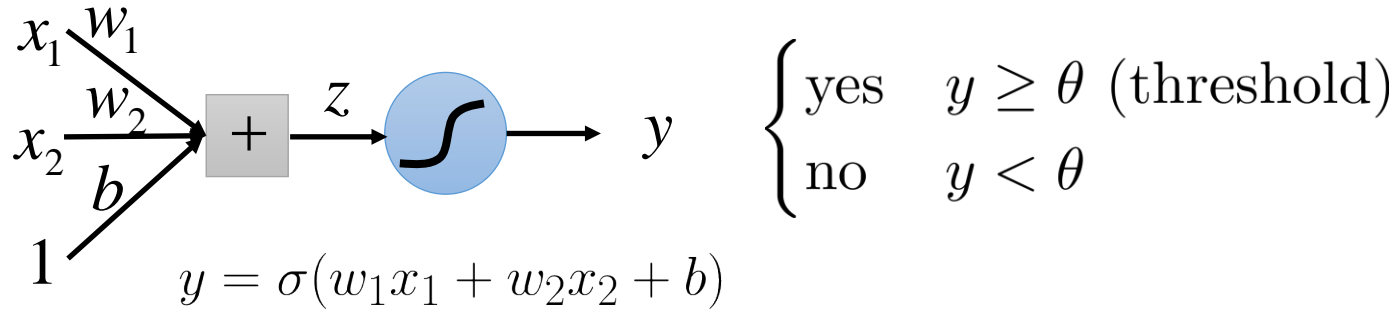 x₁ w₁
w₂
x₂
b
1
+
z
y
y = σ(w₁x₁ + w₂x₂ + b)
yes y ≥ θ (threshold)
no y < θ